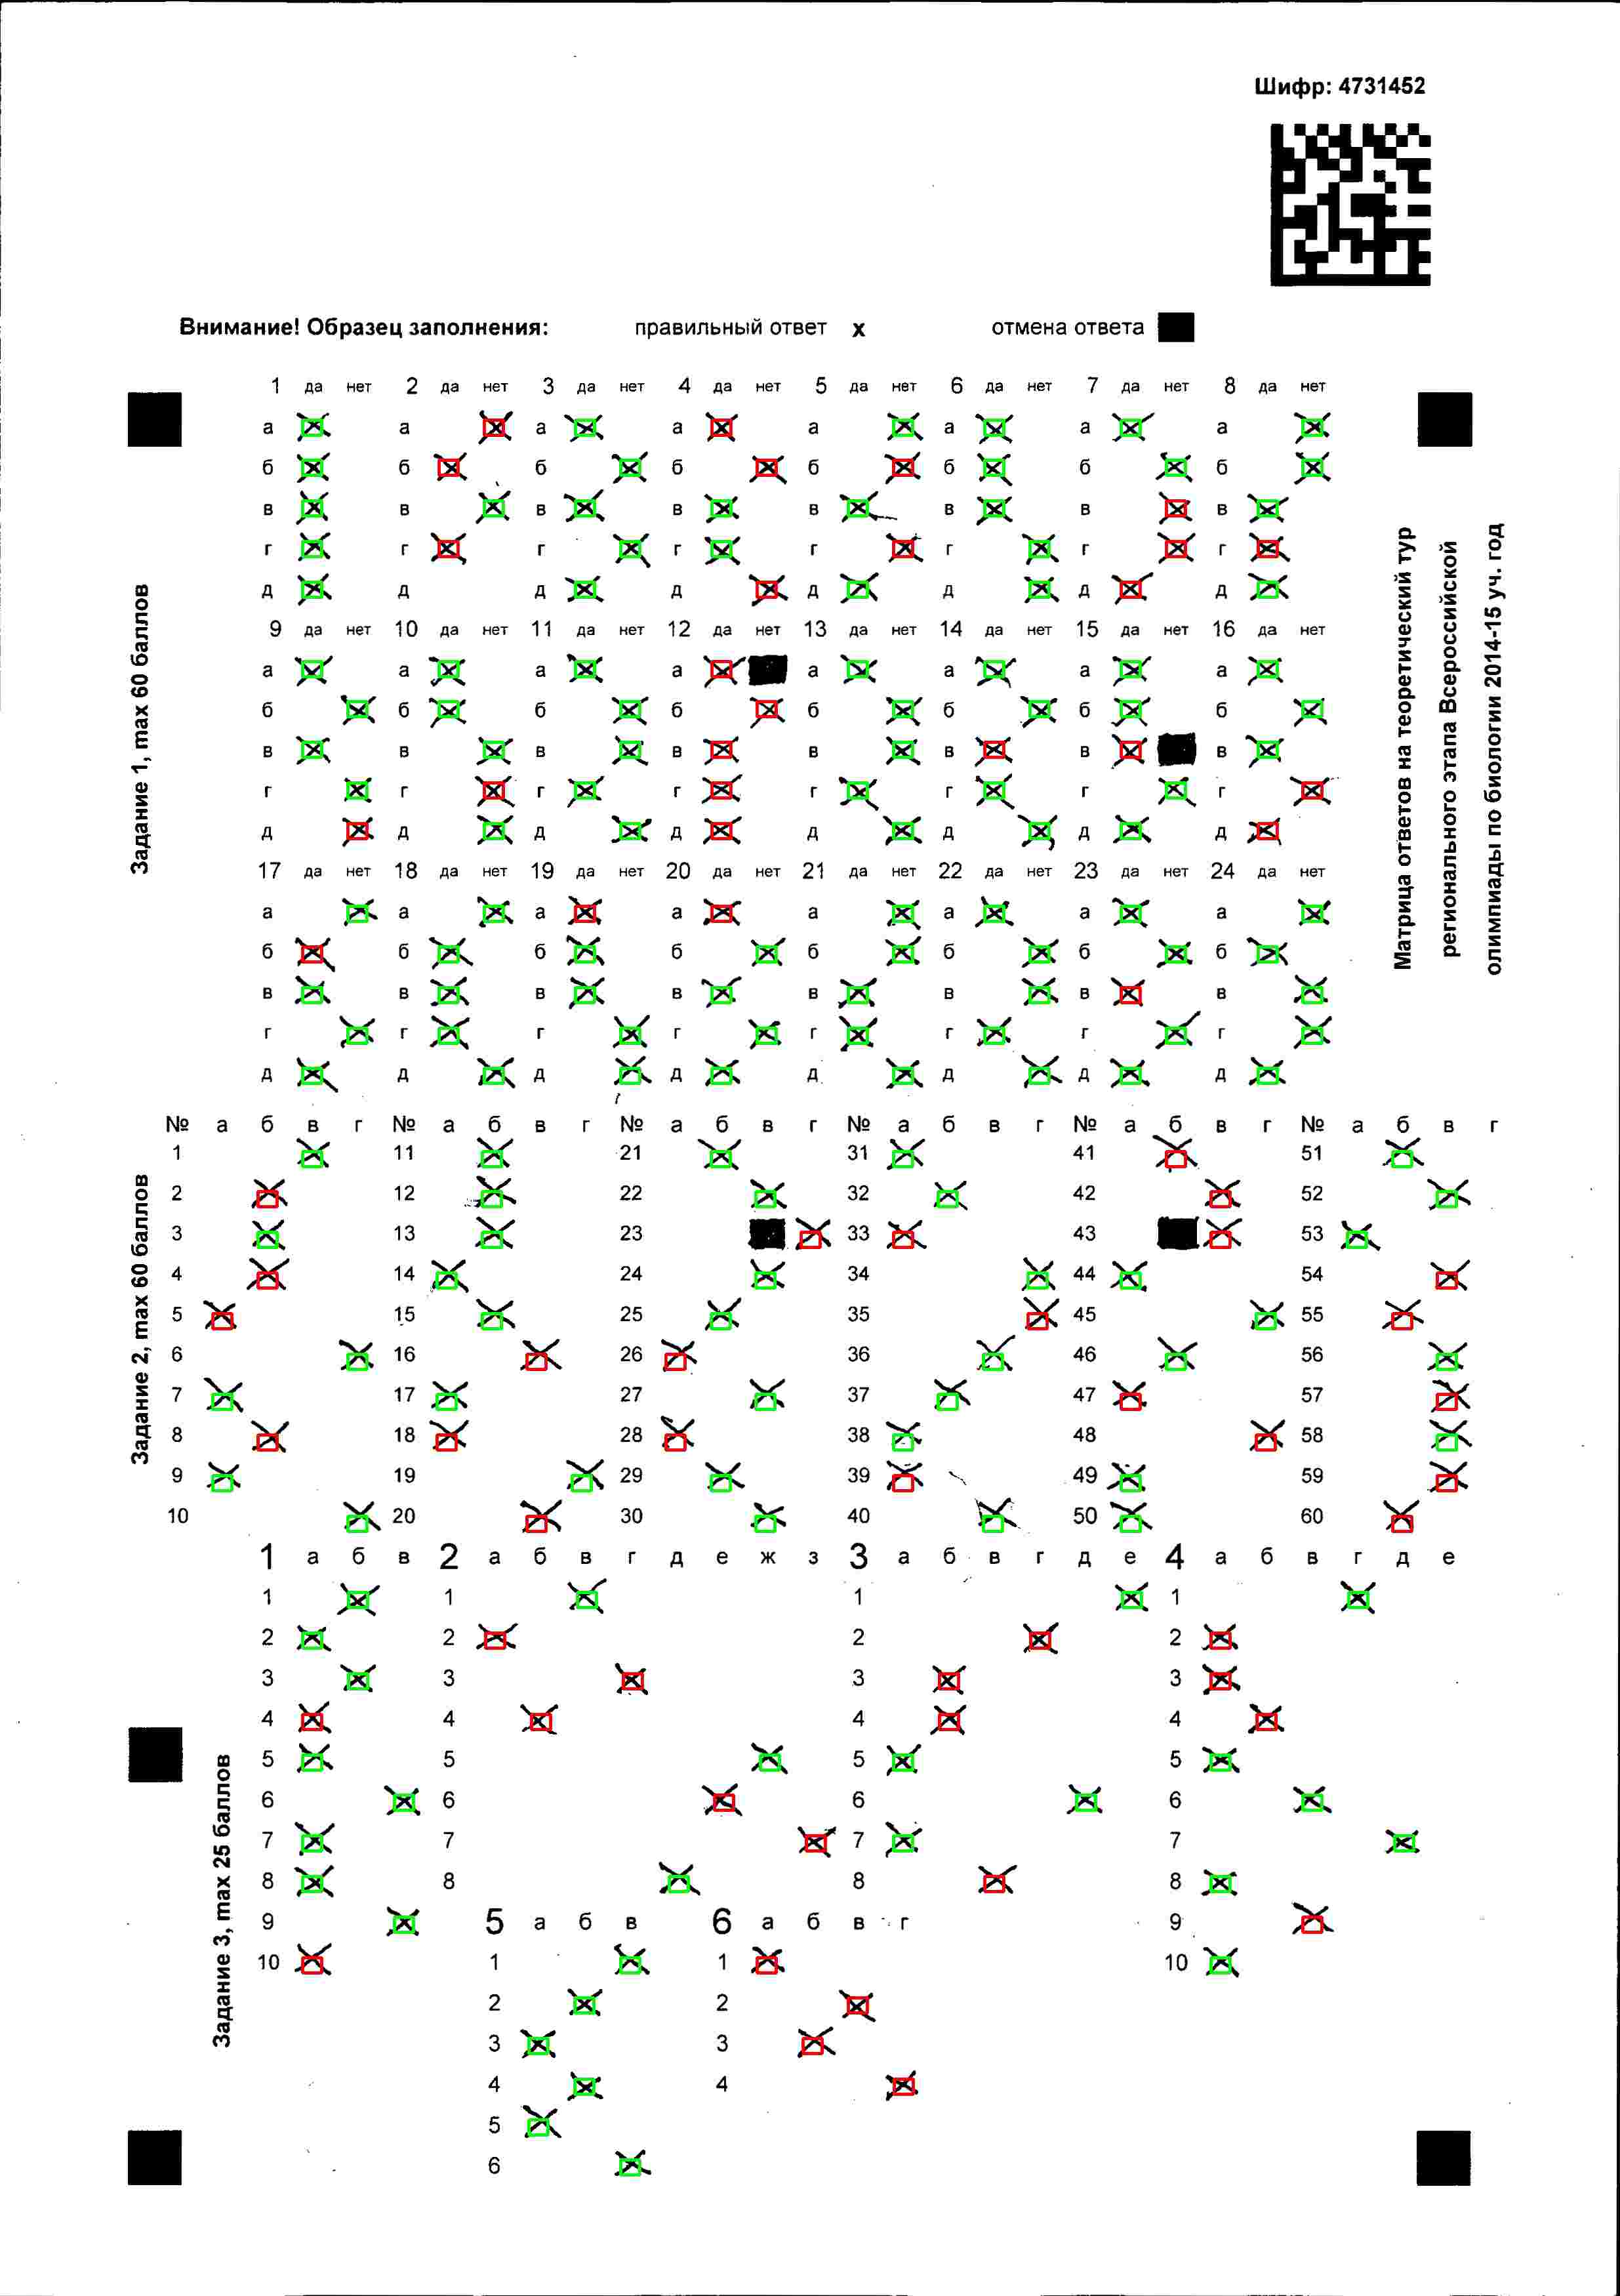 Шифр: 4731452
Внимание! Образец заполнения: правильный ответ x отмена ответа
1 да нет 2 да нет 3 да нет 4 да нет 5 да нет 6 да нет 7 да нет 8 да нет
а а а а а а а а
б б б б б б б б
в в в в в в в в
г г г г г г г г
д д д д д д д д
9 да нет 10 да нет 11 да нет 12 да нет 13 да нет 14 да нет 15 да нет 16 да нет
а а а а а а а а
б б б б б б б б
в в в в в в в в
г г г г г г г г
д д д д д д д д
17 да нет 18 да нет 19 да нет 20 да нет 21 да нет 22 да нет 23 да нет 24 да нет
а а а а а а а а
б б б б б б б б
в в в в в в в в
г г г г г г г г
д д д д д д д д
Задание 1, max 60 баллов
Матрица ответов на теоретический тур
регионального этапа Всероссийской
олимпиады по биологии 2014-15 уч. год
№ а б в г № а б в г № а б в г № а б в г № а б в г № а б в г
1 11 21 31 41 51
2 12 22 32 42 52
3 13 23 33 43 53
4 14 24 34 44 54
5 15 25 35 45 55
6 16 26 36 46 56
7 17 27 37 47 57
8 18 28 38 48 58
9 19 29 39 49 59
10 20 30 40 50 60
Задание 2, max 60 баллов
1 а б в 2 а б в г д е ж з 3 а б в г д е 4 а б в г д е
1 1 1 1
2 2 2 2
3 3 3 3
4 4 4 4
5 5 5 5
6 6 6 6
7 7 7 7
8 8 8 8
9 5 а б в 6 а б в г 9
10 1 1 10
2 2
3 3
4 4
5
6
Задание 3, max 25 баллов